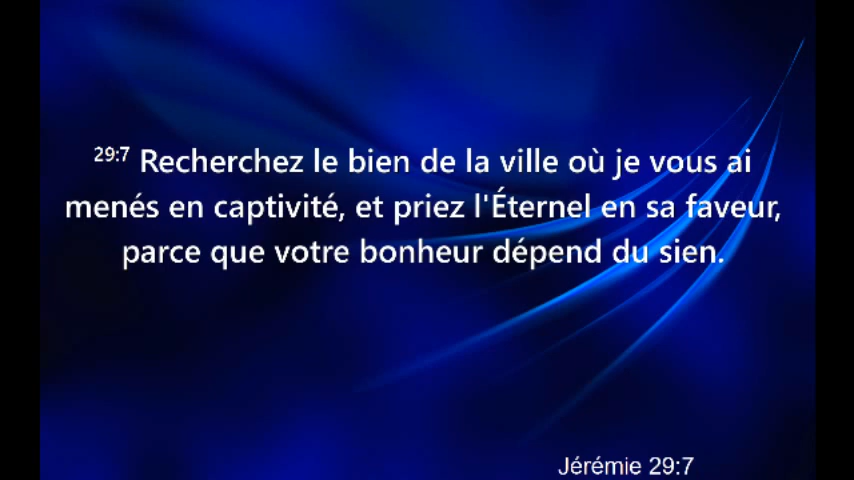 29:7 Recherchez le bien de la ville où je vous ai
menés en captivité, et priez l'Éternel en sa faveur,
parce que votre bonheur dépend du sien.
Jérémie 29:7